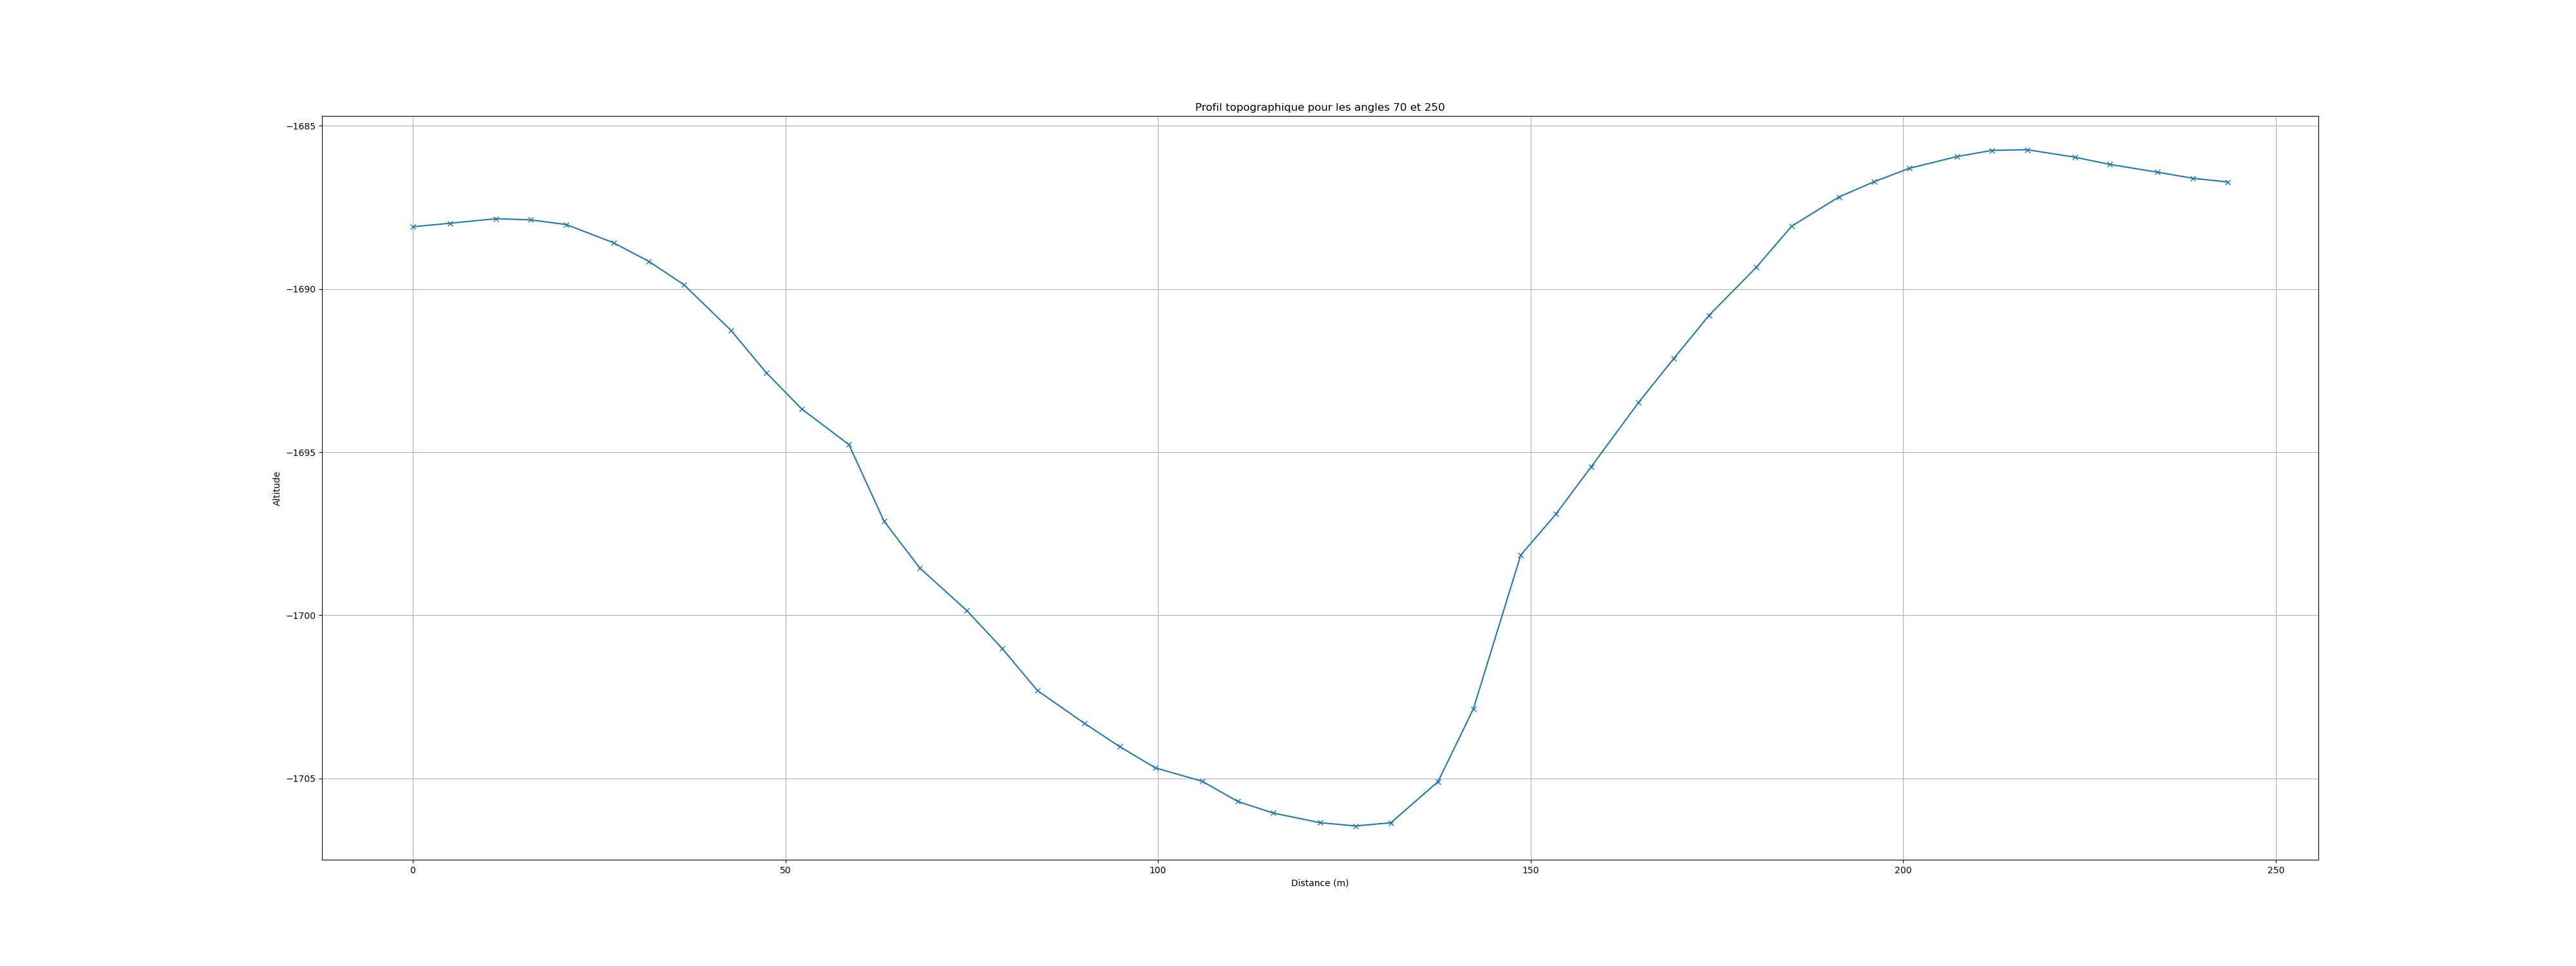 Profil topographique pour les angles 70 et 250
−1685
−1690
−1695
−1700
−1705
Altitude
0 50 100 150 200 250
Distance (m)